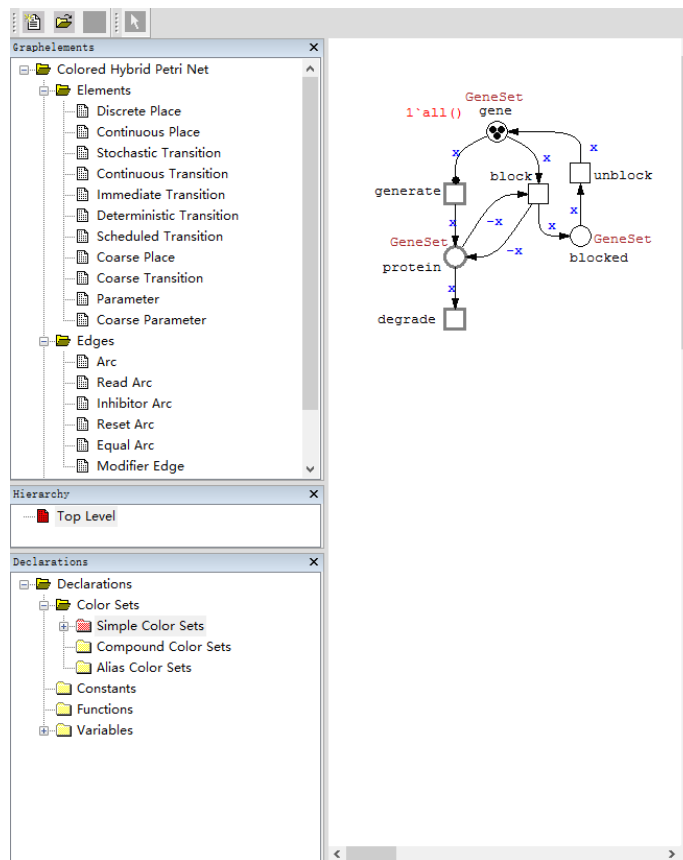 Graphelements
Colored Hybrid Petri Net
Elements
Discrete Place
Continuous Place
Stochastic Transition
Continuous Transition
Immediate Transition
Deterministic Transition
Scheduled Transition
Coarse Place
Coarse Transition
Parameter
Coarse Parameter
Edges
Arc
Read Arc
Inhibitor Arc
Reset Arc
Equal Arc
Modifier Edge
Hierarchy
Top Level
Declarations
Declarations
Color Sets
Simple Color Sets
Compound Color Sets
Alias Color Sets
Constants
Functions
Variables
GeneSet
1`all() gene
x x x
block unblock
generate
x -x x x
GeneSet -x GeneSet
protein blocked
x
degrade